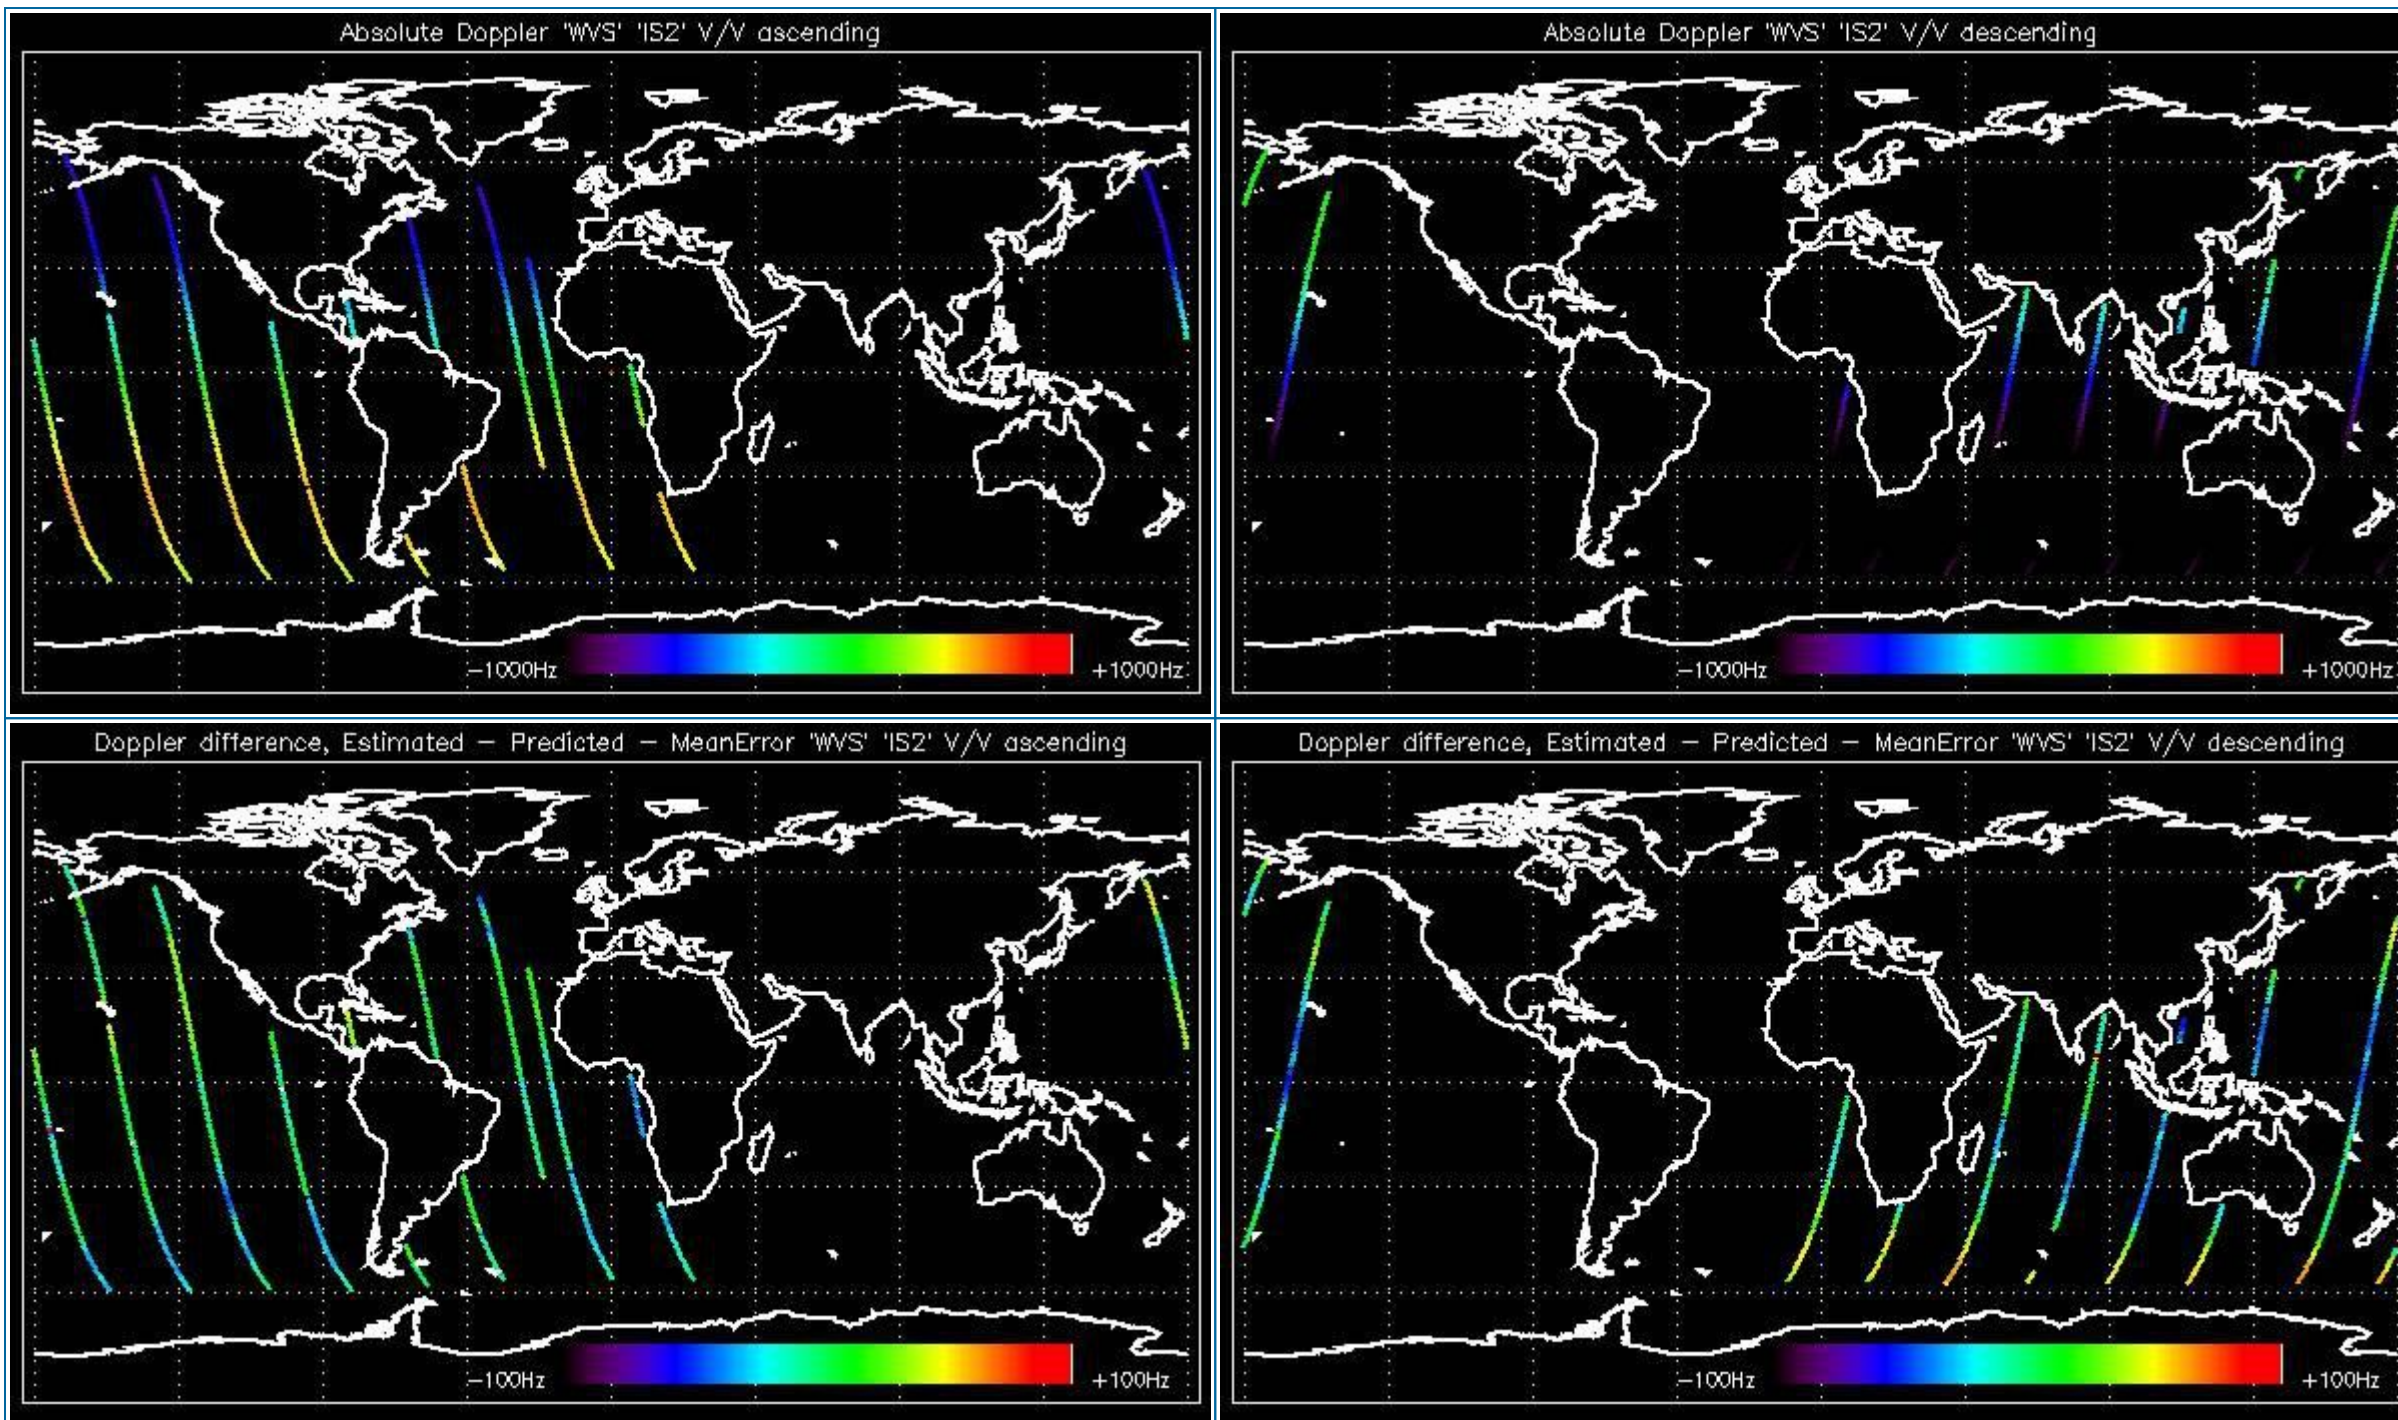 Absolute Doppler 'WVS' 'IS2' V/V ascending
-1000Hz
+1000Hz
Absolute Doppler 'WVS' 'IS2' V/V descending
-1000Hz
+1000Hz
Doppler difference, Estimated - Predicted - MeanError 'WVS' 'IS2' V/V ascending
-100Hz
+100Hz
Doppler difference, Estimated - Predicted - MeanError 'WVS' 'IS2' V/V descending
-100Hz
+100Hz